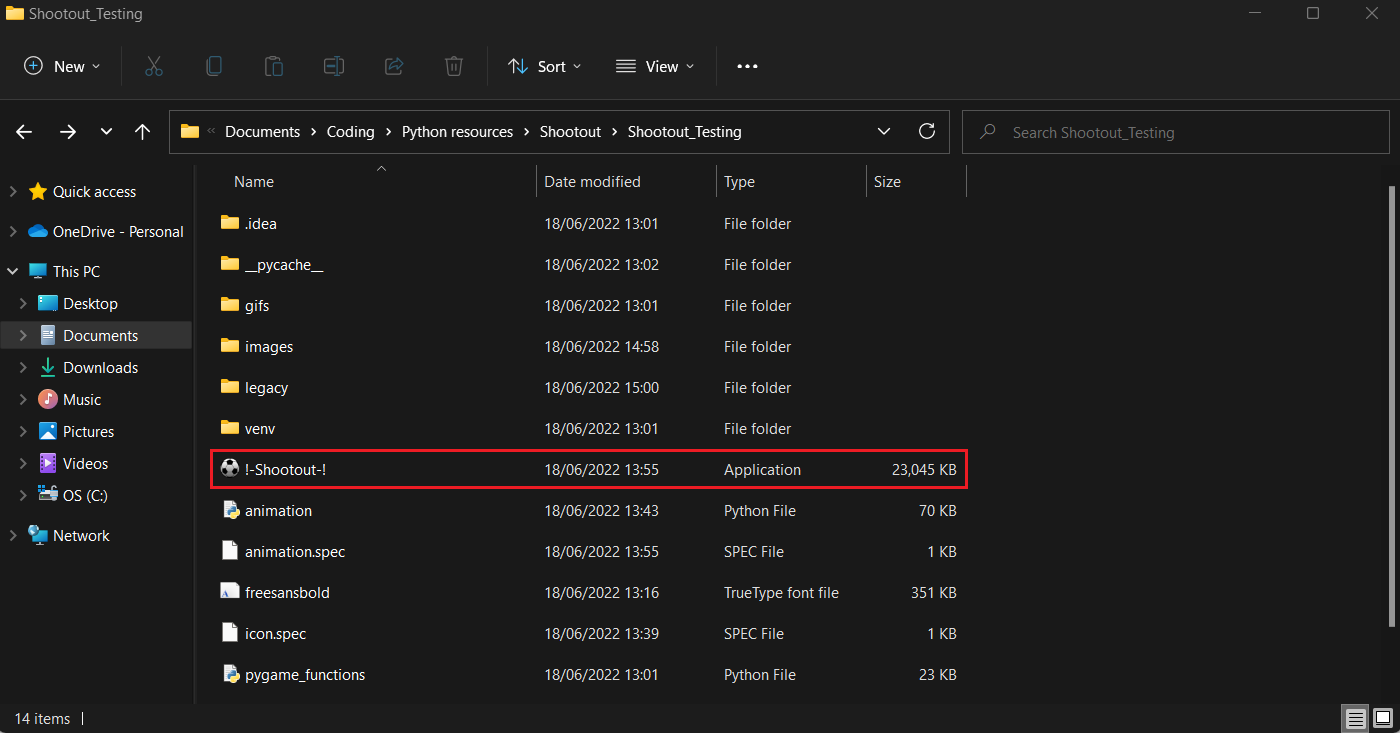 Shootout_Testing
New Sort View
« Documents > Coding > Python resources > Shootout > Shootout_Testing Search Shootout_Testing
Quick access
OneDrive - Personal
This PC
Desktop
Documents
Downloads
Music
Pictures
Videos
OS (C:)
Network
Name Date modified Type Size
.idea 18/06/2022 13:01 File folder
__pycache__ 18/06/2022 13:02 File folder
gifs 18/06/2022 13:01 File folder
images 18/06/2022 14:58 File folder
legacy 18/06/2022 15:00 File folder
venv 18/06/2022 13:01 File folder
!-Shootout-! 18/06/2022 13:55 Application 23,045 KB
animation 18/06/2022 13:43 Python File 70 KB
animation.spec 18/06/2022 13:55 SPEC File 1 KB
freesansbold 18/06/2022 13:16 TrueType font file 351 KB
icon.spec 18/06/2022 13:39 SPEC File 1 KB
pygame_functions 18/06/2022 13:01 Python File 23 KB
14 items